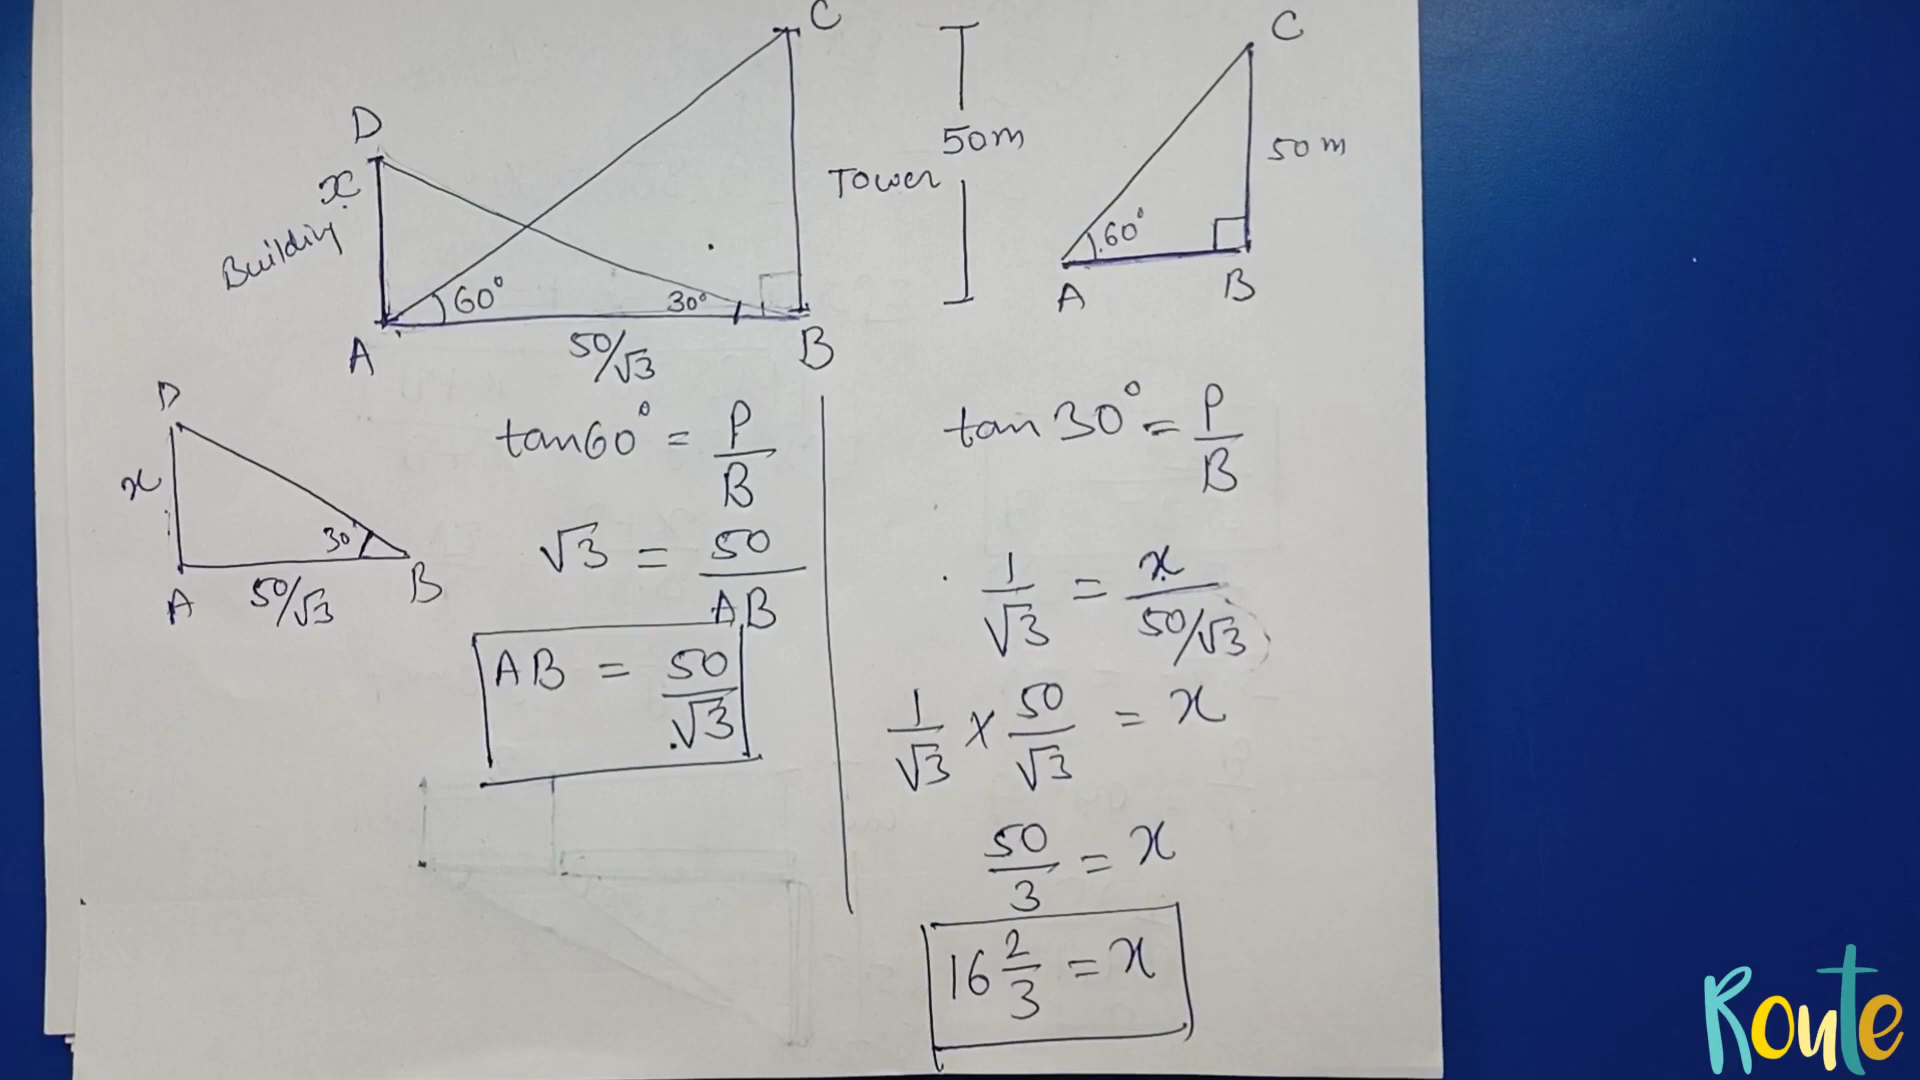 C
C
D
50m
50m
x
Tower
Building
60°
60°
30°
A
B
50/√3
A
B
D
tan60° = P/B
tan 30° = P/B
x
30°
√3 = 50/AB
A
50/√3
B
1/√3 = x/50/√3
AB = 50/√3
1/√3 × 50/√3 = x
50/3 = x
16 2/3 = x
Route